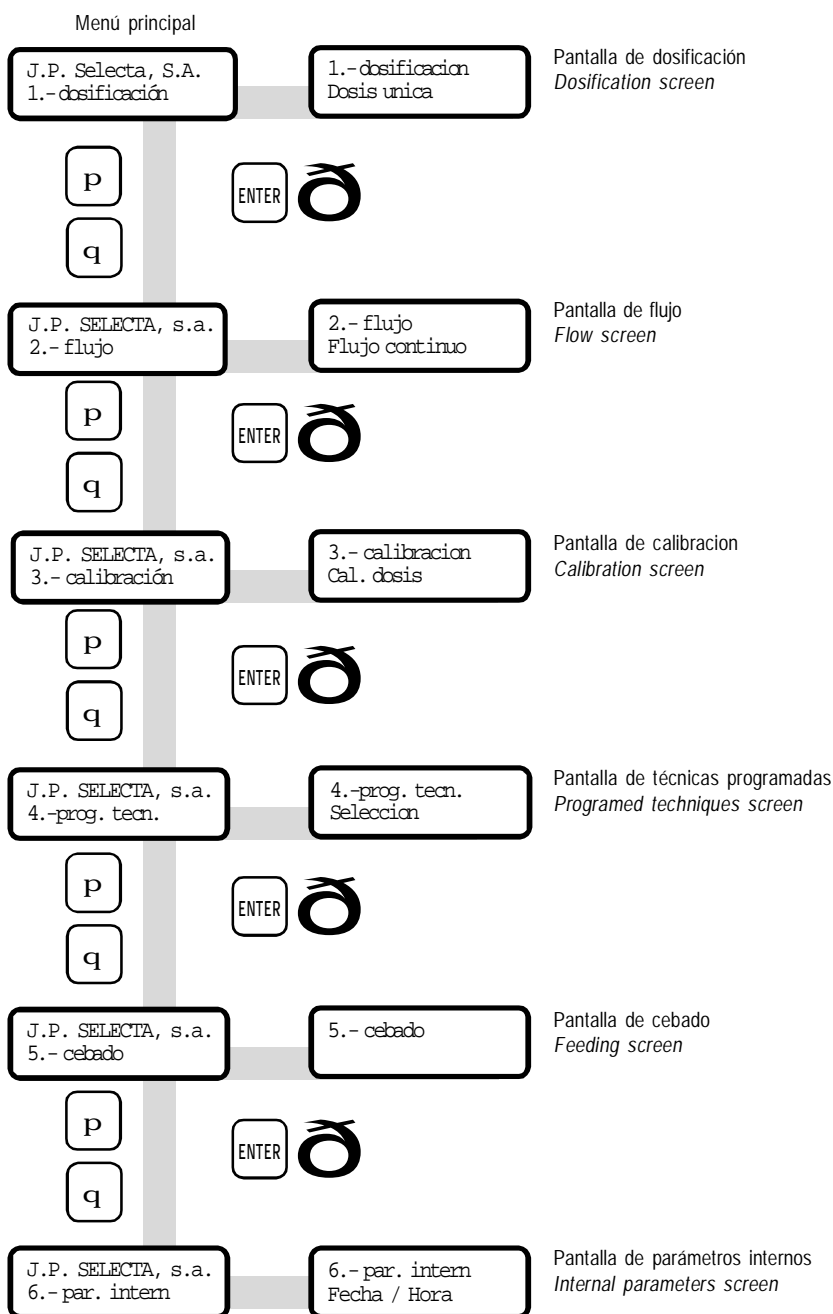 Menú principal
J.P. Selecta, S.A.
1.-dosificación
1.-dosificacion
Dosis unica
Pantalla de dosificación
Dosification screen
p
ENTER ð
q
J.P. SELECTA, s.a.
2.-flujo
2.-flujo
Flujo continuo
Pantalla de flujo
Flow screen
p
ENTER ð
q
J.P. SELECTA, s.a.
3.-calibración
3.-calibracion
Cal. dosis
Pantalla de calibracion
Calibration screen
p
ENTER ð
q
J.P. SELECTA, s.a.
4.-prog. tecn.
4.-prog. tecn.
Seleccion
Pantalla de técnicas programadas
Programed techniques screen
p
ENTER ð
q
J.P. SELECTA, s.a.
5.-cebado
5.-cebado
Pantalla de cebado
Feeding screen
p
ENTER ð
q
J.P. SELECTA, s.a.
6.-par. intern
6.-par. intern
Fecha / Hora
Pantalla de parámetros internos
Internal parameters screen